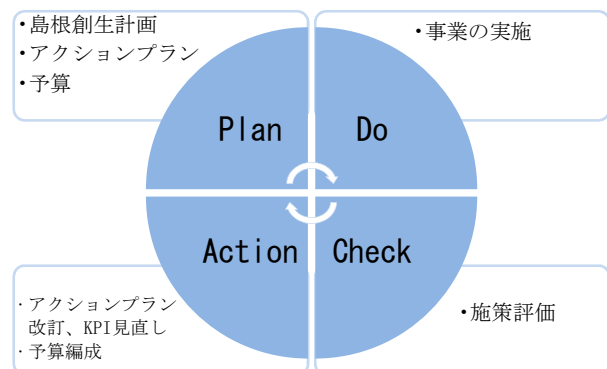 ・島根創生計画
・アクションプラン
・予算
・事業の実施
Plan
Do
Action
Check
・アクションプラン
改訂、KPI見直し
・予算編成
・施策評価